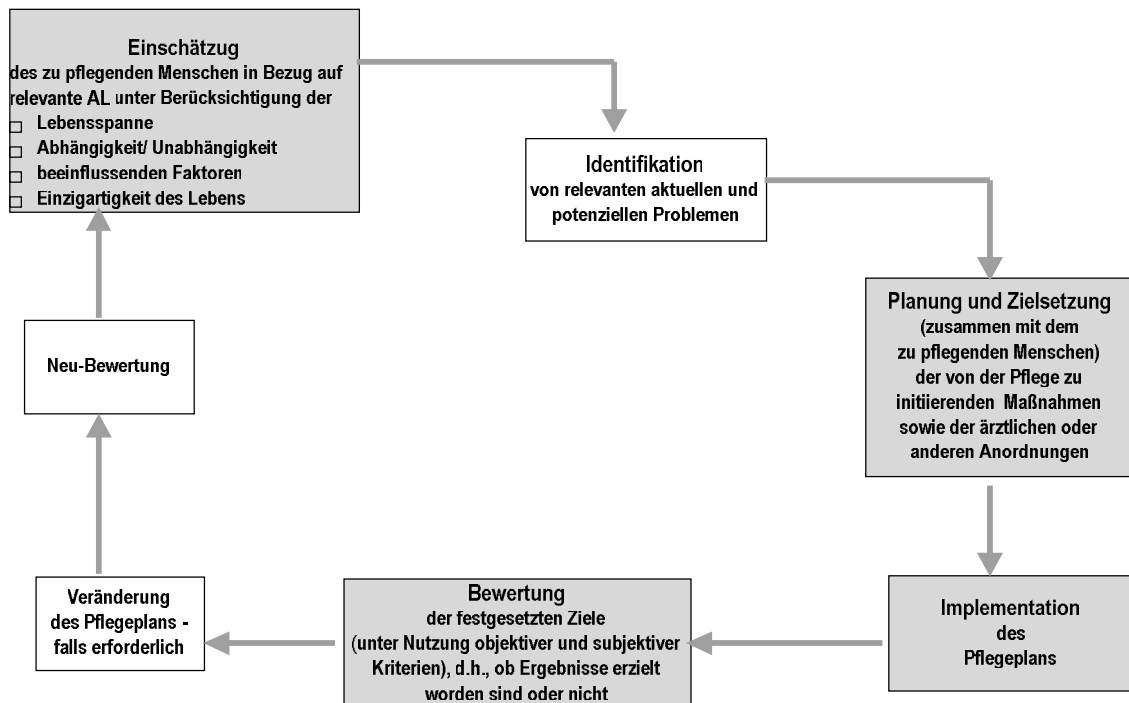 Einschätzug
des zu pflegenden Menschen in Bezug auf
relevante AL unter Berücksichtigung der
□ Lebensspanne
□ Abhängigkeit/ Unabhängigkeit
□ beeinflussenden Faktoren
□ Einzigartigkeit des Lebens
Identifikation
von relevanten aktuellen und
potenziellen Problemen
Planung und Zielsetzung
(zusammen mit dem
zu pflegenden Menschen)
der von der Pflege zu
initiierenden Maßnahmen
sowie der ärztlichen oder
anderen Anordnungen
Implementation
des
Pflegeplans
Bewertung
der festgesetzten Ziele
(unter Nutzung objektiver und subjektiver
Kriterien), d.h., ob Ergebnisse erzielt
worden sind oder nicht
Veränderung
des Pflegeplans -
falls erforderlich
Neu-Bewertung